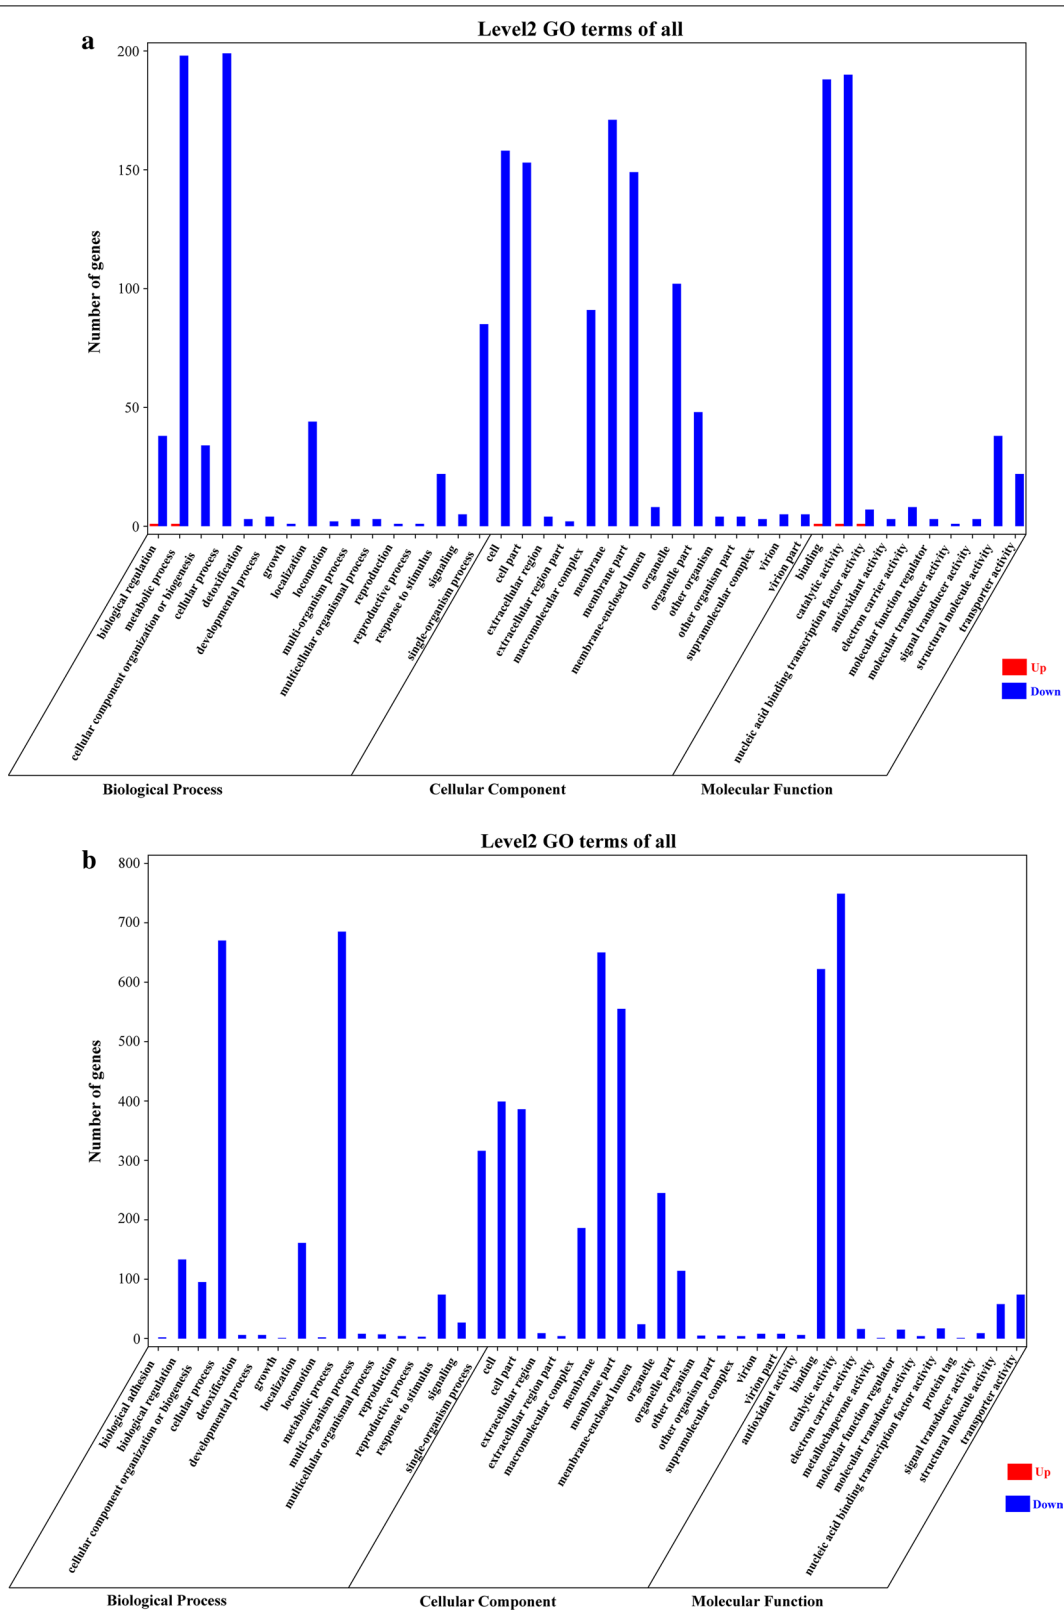 a
Level2 GO terms of all
Number of genes
200
150
100
50
0
biological regulation
metabolic process
cellular component organization or biogenesis
cellular process
detoxification
developmental process
growth
localization
locomotion
multi-organism process
multicellular organismal process
reproduction
reproductive process
response to stimulus
signaling
single-organism process
cell
cell part
extracellular region
extracellular region part
macromolecular complex
membrane
membrane part
membrane-enclosed lumen
organelle
organelle part
other organism
other organism part
supramolecular complex
virion
virion part
binding
catalytic activity
nucleic acid binding transcription factor activity
antioxidant activity
electron carrier activity
molecular function regulator
molecular transducer activity
signal transducer activity
structural molecule activity
transporter activity
Up
Down
Biological Process
Cellular Component
Molecular Function
b
Level2 GO terms of all
Number of genes
800
700
600
500
400
300
200
100
0
biological adhesion
biological regulation
cellular component organization or biogenesis
cellular process
detoxification
developmental process
growth
localization
locomotion
metabolic process
multi-organism process
multicellular organismal process
reproduction
reproductive process
response to stimulus
signaling
single-organism process
cell
cell part
extracellular region
extracellular region part
macromolecular complex
membrane
membrane part
membrane-enclosed lumen
organelle
organelle part
other organism
other organism part
supramolecular complex
virion
virion part
antioxidant activity
binding
catalytic activity
electron carrier activity
metallochaperone activity
molecular function regulator
molecular transducer activity
nucleic acid binding transcription factor activity
protein tag
signal transducer activity
structural molecule activity
transporter activity
Up
Down
Biological Process
Cellular Component
Molecular Function